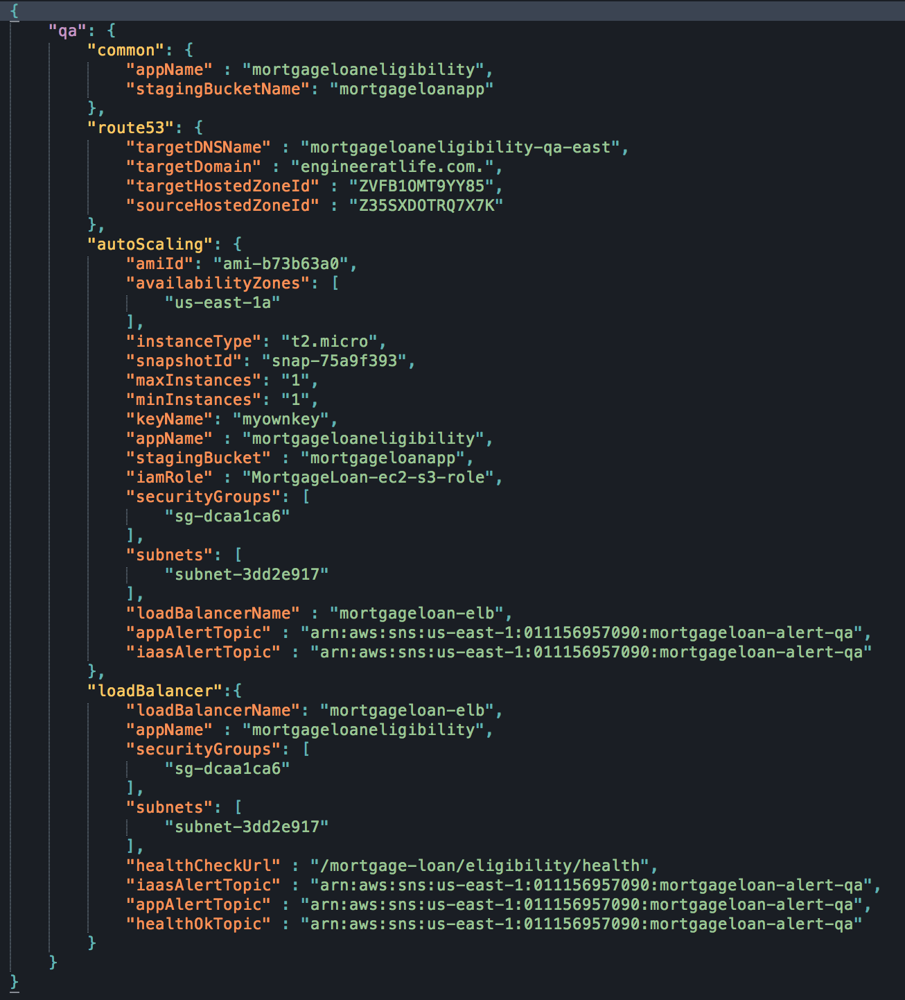 {
    "qa": {
        "common": {
            "appName" : "mortgageloaneligibility",
            "stagingBucketName": "mortgageloanapp"
        },
        "route53": {
            "targetDNSName" : "mortgageloaneligibility-qa-east",
            "targetDomain" : "engineeratlife.com.",
            "targetHostedZoneId" : "ZVFB1OMT9YY85",
            "sourceHostedZoneId" : "Z35SXDOTRQ7X7K"
        },
        "autoScaling": {
            "amiId": "ami-b73b63a0",
            "availabilityZones": [
                "us-east-1a"
            ],
            "instanceType": "t2.micro",
            "snapshotId": "snap-75a9f393",
            "maxInstances": "1",
            "minInstances": "1",
            "keyName": "myownkey",
            "appName" : "mortgageloaneligibility",
            "stagingBucket" : "mortgageloanapp",
            "iamRole" : "MortgageLoan-ec2-s3-role",
            "securityGroups": [
                "sg-dcaa1ca6"
            ],
            "subnets": [
                "subnet-3dd2e917"
            ],
            "loadBalancerName" : "mortgageloan-elb",
            "appAlertTopic" : "arn:aws:sns:us-east-1:011156957090:mortgageloan-alert-qa",
            "iaasAlertTopic" : "arn:aws:sns:us-east-1:011156957090:mortgageloan-alert-qa"
        },
        "loadBalancer":{
            "loadBalancerName": "mortgageloan-elb",
            "appName" : "mortgageloaneligibility",
            "securityGroups": [
                "sg-dcaa1ca6"
            ],
            "subnets": [
                "subnet-3dd2e917"
            ],
            "healthCheckUrl" : "/mortgage-loan/eligibility/health",
            "iaasAlertTopic" : "arn:aws:sns:us-east-1:011156957090:mortgageloan-alert-qa",
            "appAlertTopic" : "arn:aws:sns:us-east-1:011156957090:mortgageloan-alert-qa",
            "healthOkTopic" : "arn:aws:sns:us-east-1:011156957090:mortgageloan-alert-qa"
        }
    }
}